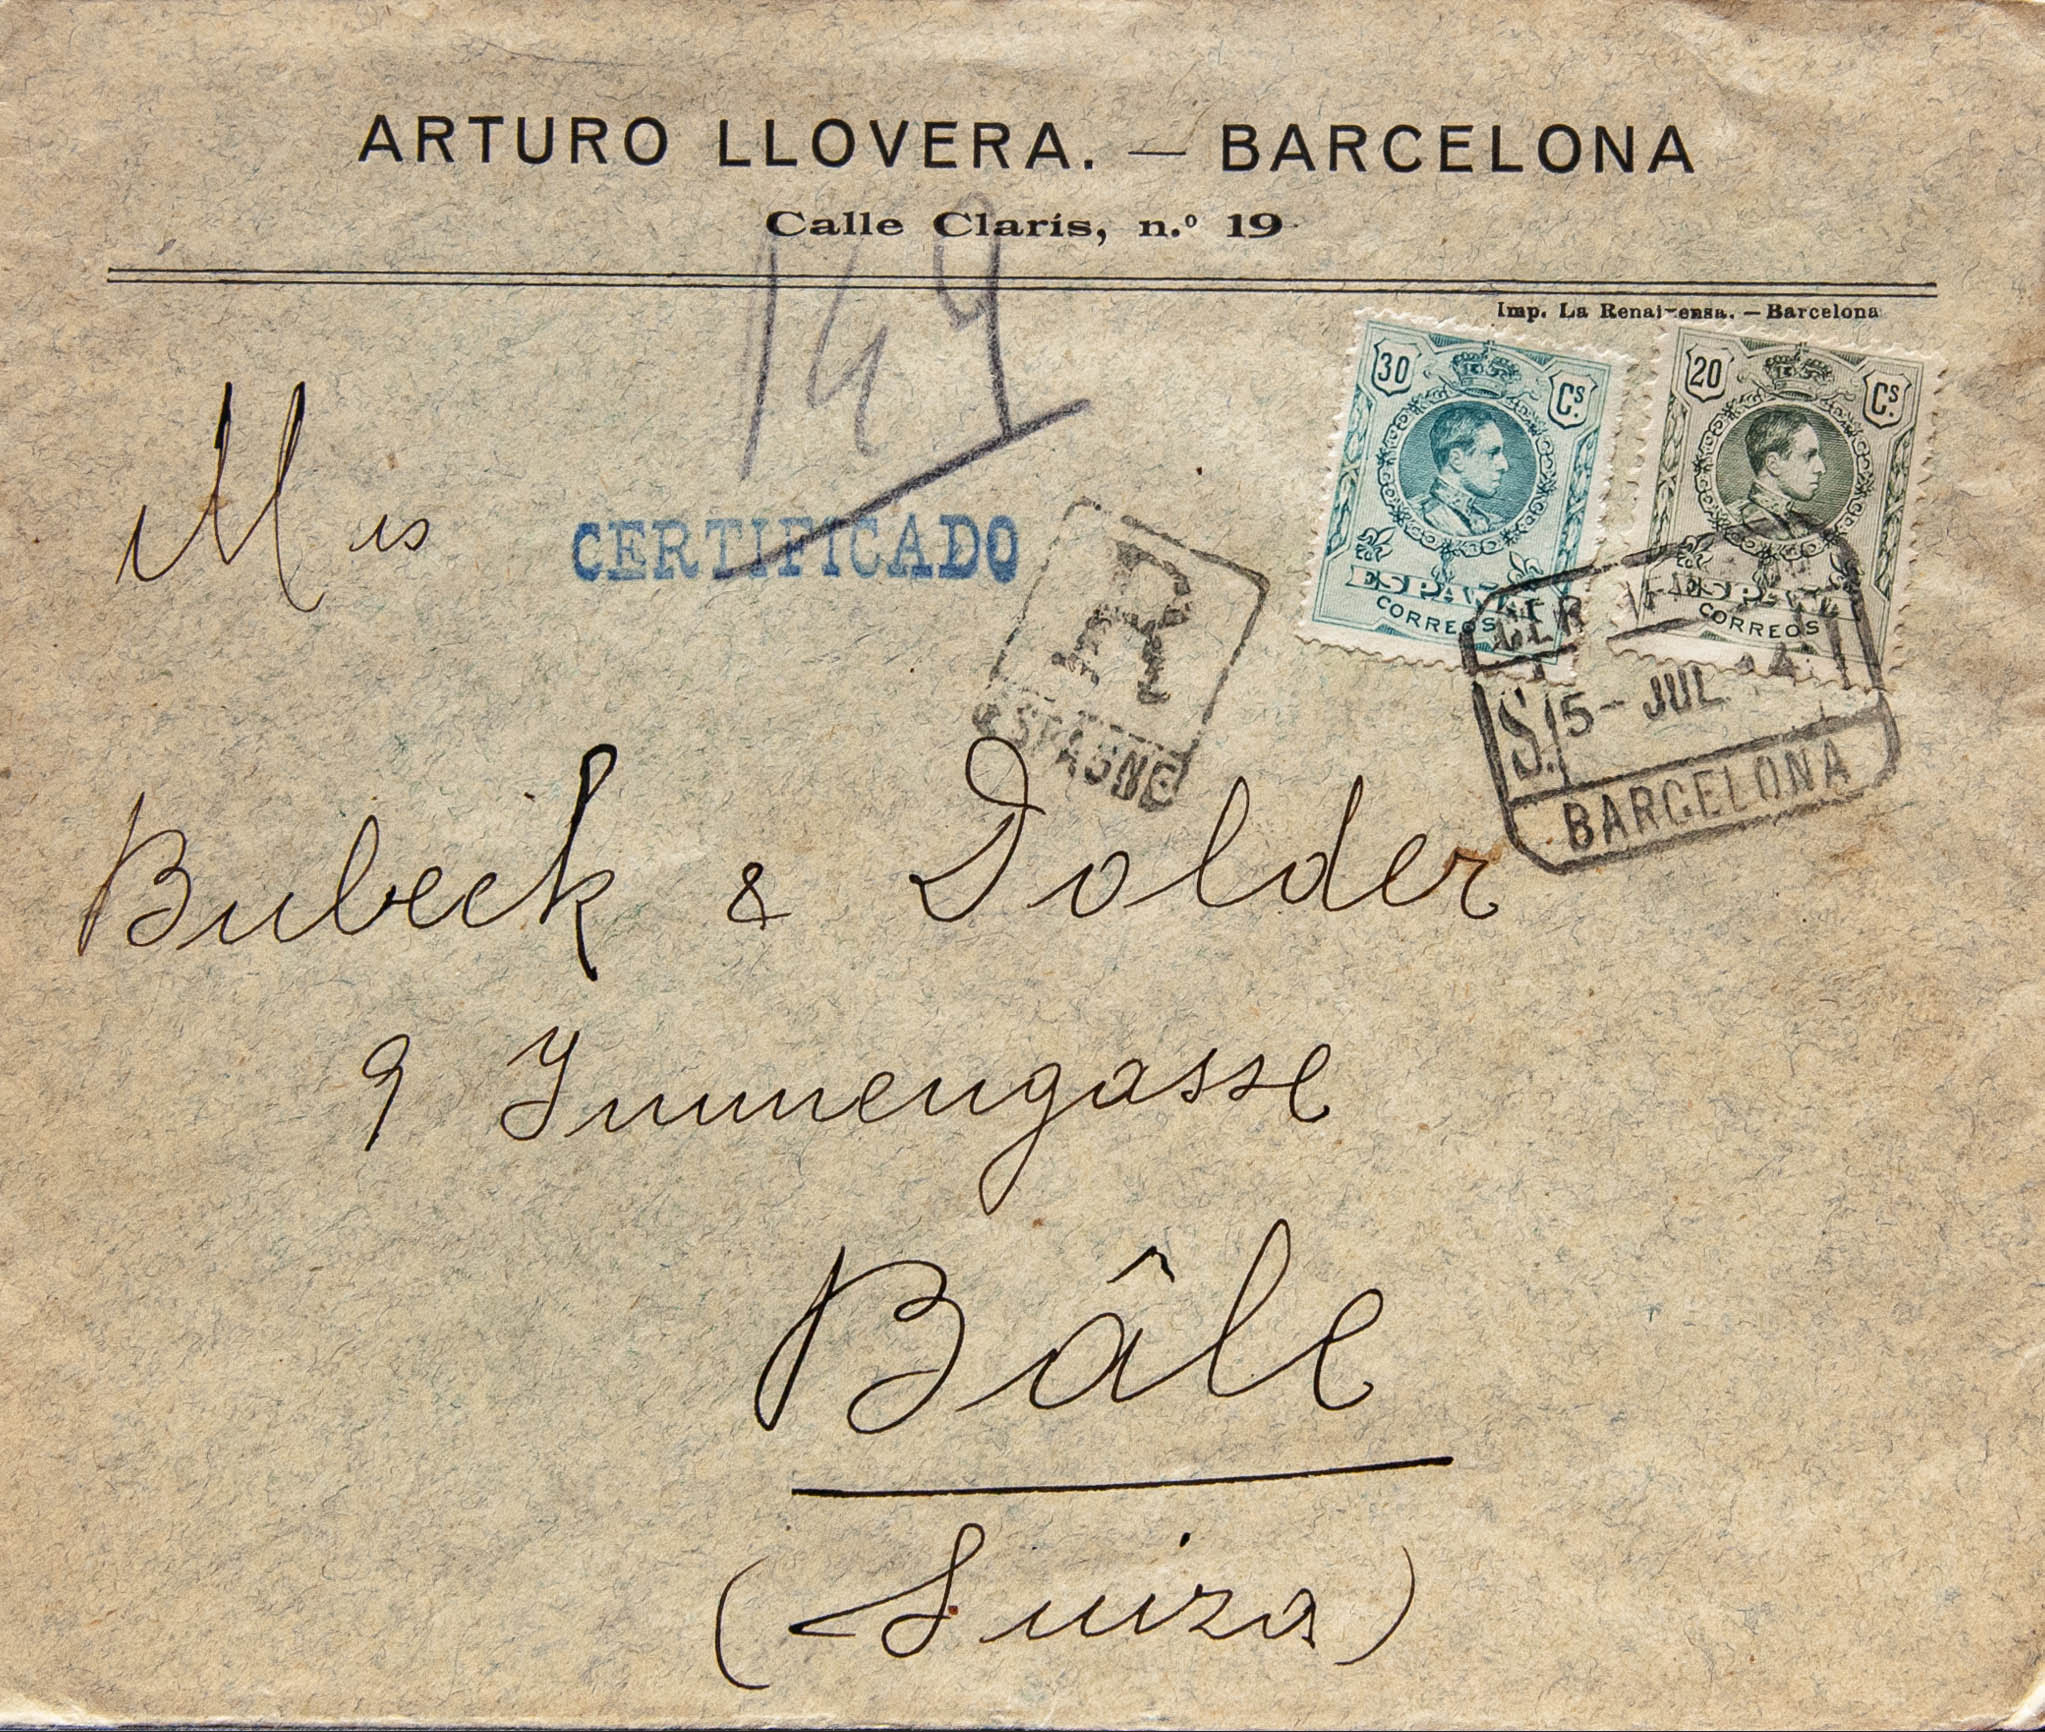 ARTURO LLOVERA. — BARCELONA
Calle Claris, n.º 19
Imp. La Renaixensa. — Barcelona
149
30 Cs
ESPAÑA
CORREOS
20 Cs
ESPAÑA
CORREOS
Mrs
CERTIFICADO
R
ESPAGNE
S. 5 - JUL
BARCELONA
Bubeck & Dolder
9 Immengasse
Bâle
(Suiza)